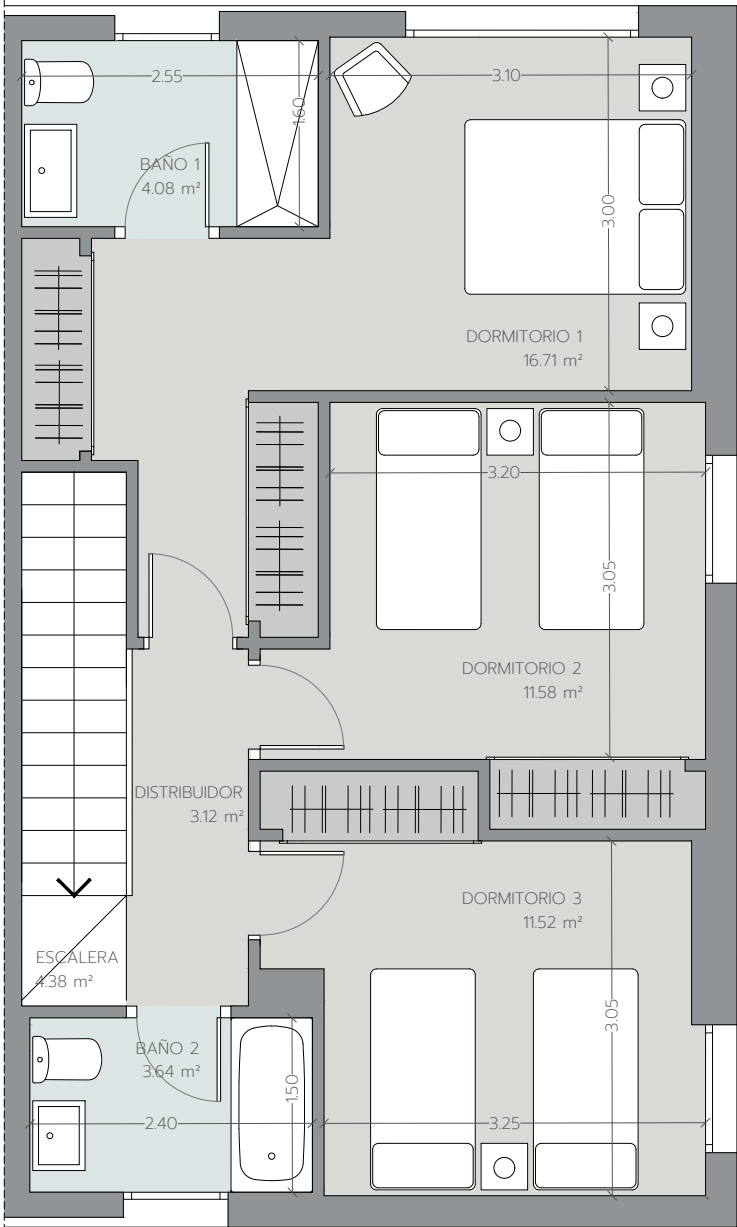 2.55
1.60
3.10
BAÑO 1
4.08 m²
3.00
DORMITORIO 1
16.71 m²
3.20
3.05
DORMITORIO 2
11.58 m²
DISTRIBUIDOR
3.12 m²
DORMITORIO 3
11.52 m²
ESCALERA
4.38 m²
3.05
BAÑO 2
3.64 m²
1.50
2.40
3.25